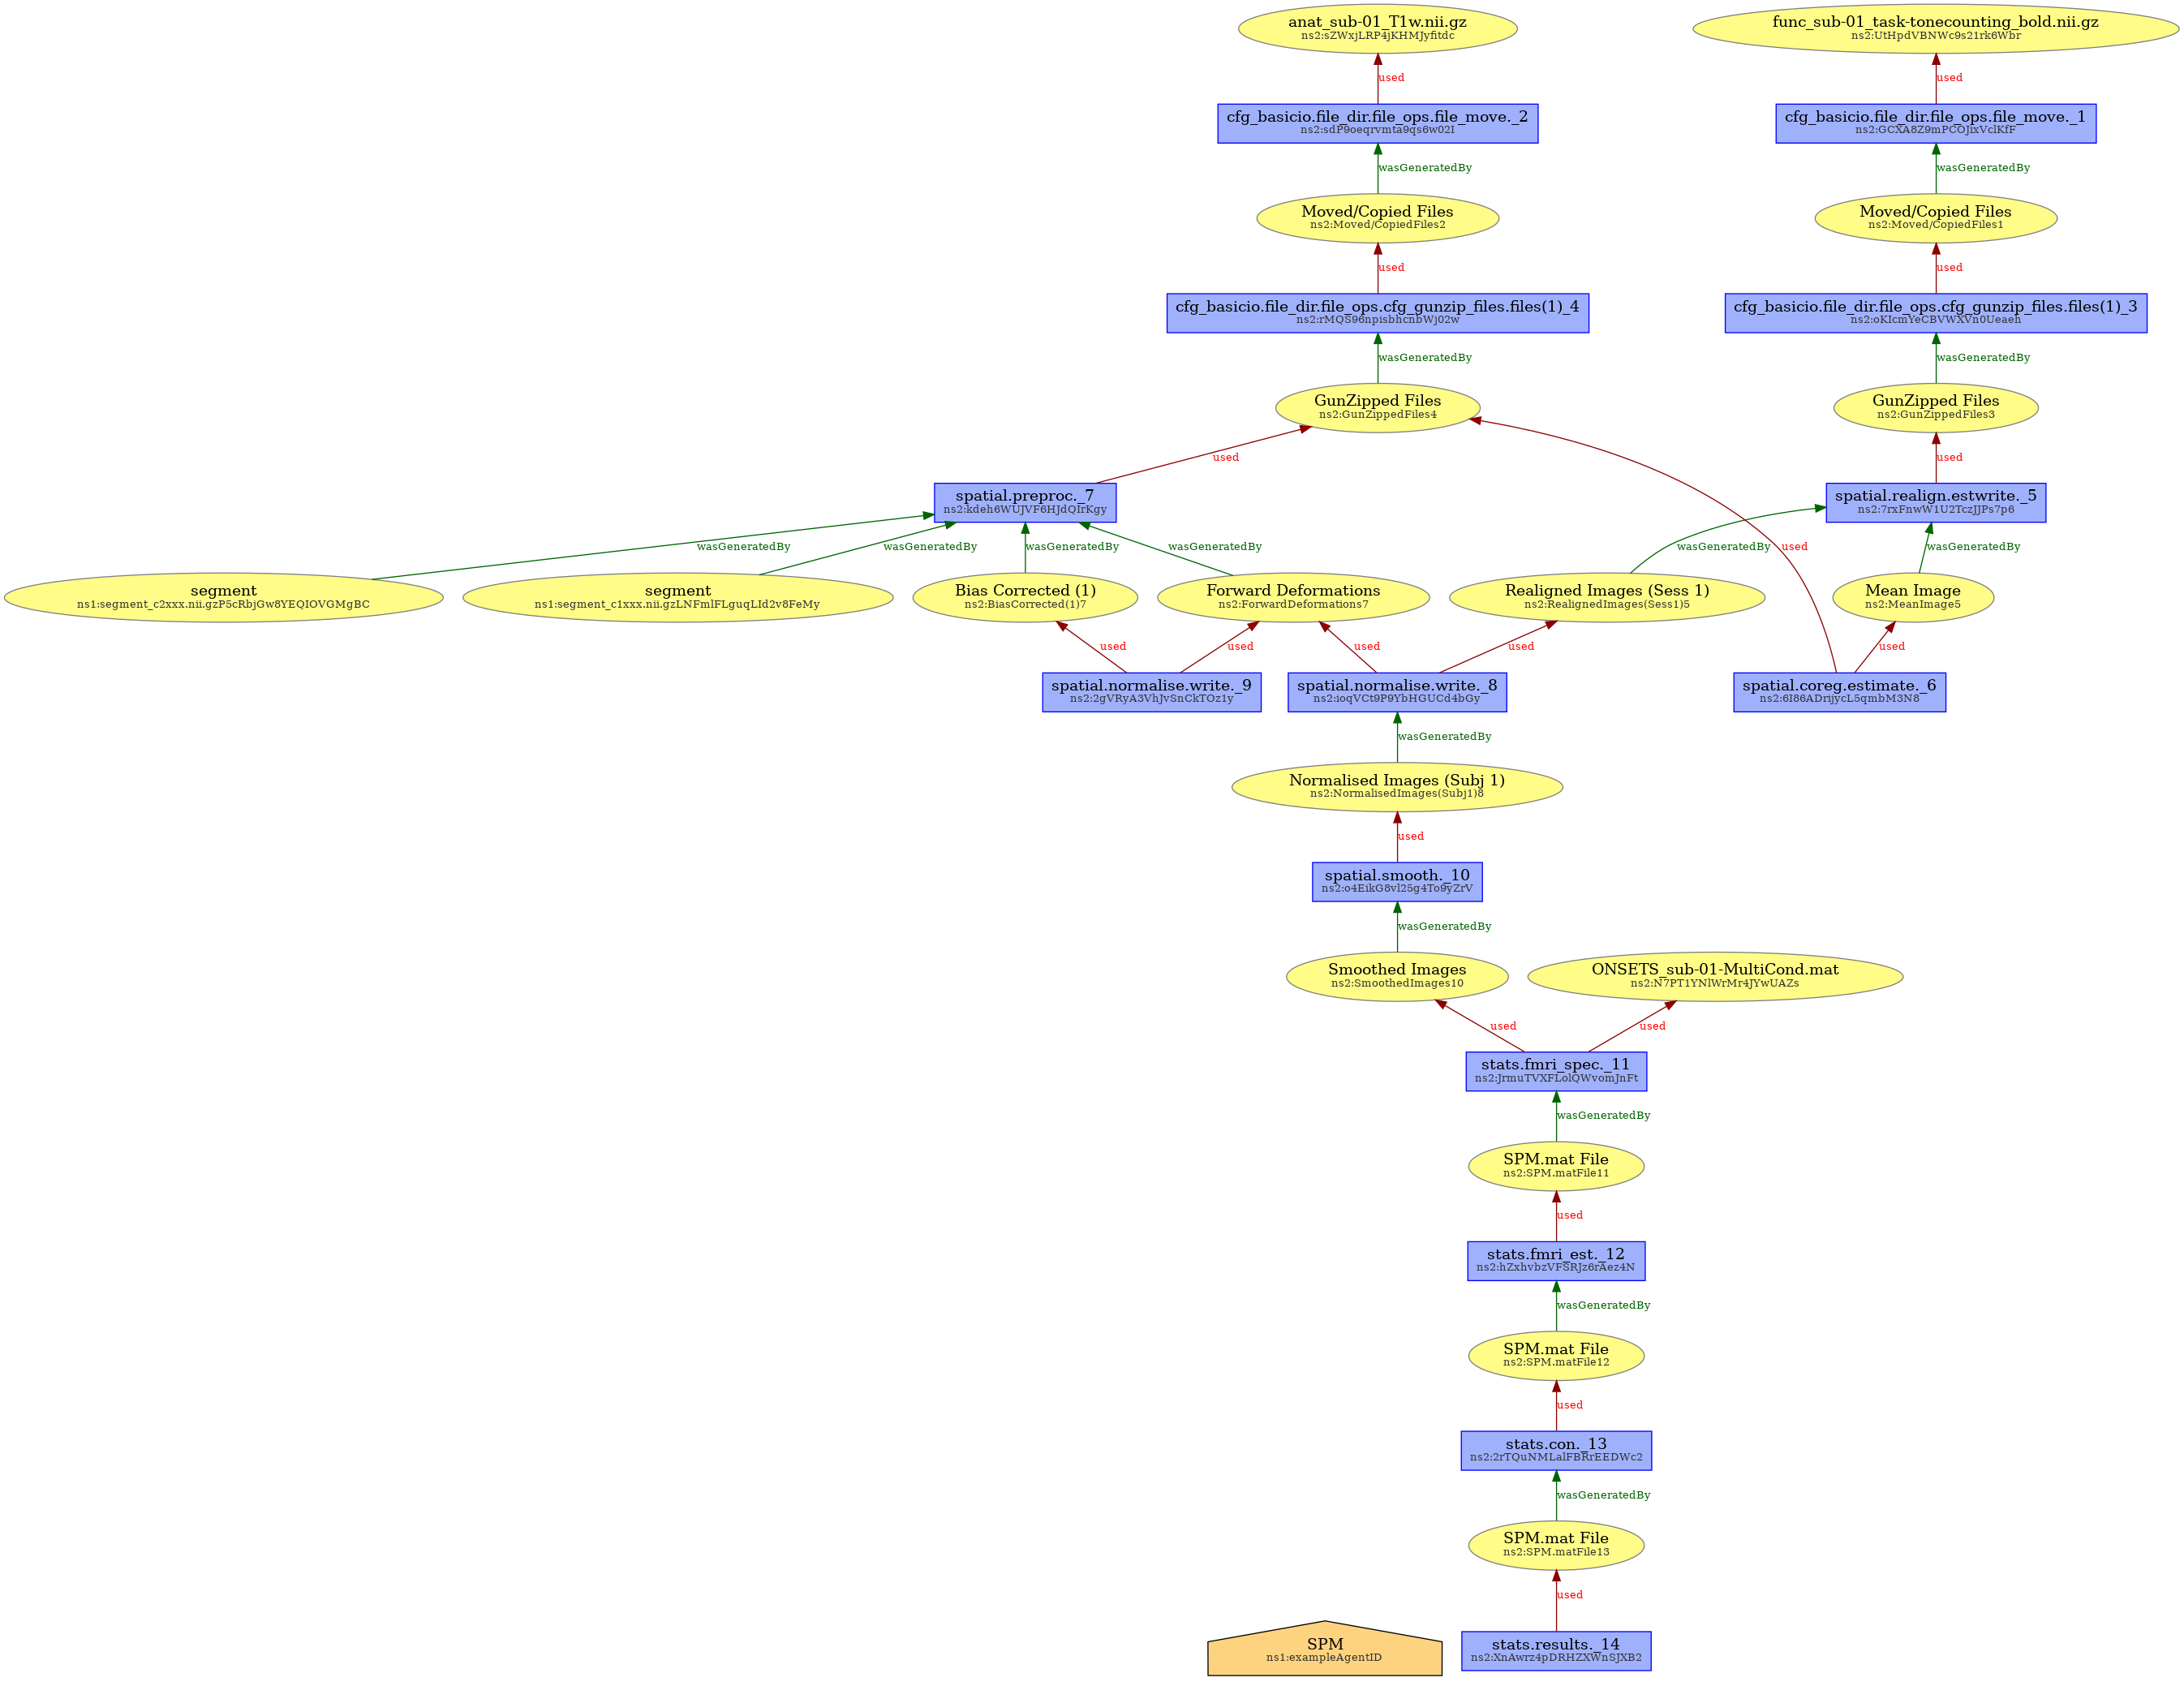 anat_sub-01_T1w.nii.gz
ns2:sZWxjLRP4jKHMJyfitdc
func_sub-01_task-tonecounting_bold.nii.gz
ns2:UtHpdVBNWc9s21rk6Wbr
used
used
cfg_basicio.file_dir.file_ops.file_move._2
ns2:sdP9oeqrvmta9qs6w02I
cfg_basicio.file_dir.file_ops.file_move._1
ns2:GCXA8Z9mPCOJixVclKfF
wasGeneratedBy
wasGeneratedBy
Moved/Copied Files
ns2:Moved/CopiedFiles2
Moved/Copied Files
ns2:Moved/CopiedFiles1
used
used
cfg_basicio.file_dir.file_ops.cfg_gunzip_files.files(1)_4
ns2:rMQS96npisbhcnbWj02w
cfg_basicio.file_dir.file_ops.cfg_gunzip_files.files(1)_3
ns2:oKIcmYeCBVWXVn0Ueaeh
wasGeneratedBy
wasGeneratedBy
GunZipped Files
ns2:GunZippedFiles4
GunZipped Files
ns2:GunZippedFiles3
used
used
spatial.preproc._7
ns2:kdeh6WUJVF6HJdQIrKgy
spatial.realign.estwrite._5
ns2:7rxFnwW1U2TczJJPs7p6
wasGeneratedBy
wasGeneratedBy
wasGeneratedBy
wasGeneratedBy
wasGeneratedBy
used
wasGeneratedBy
segment
ns1:segment_c2xxx.nii.gzP5cRbjGw8YEQIOVGMgBC
segment
ns1:segment_c1xxx.nii.gzLNFmlFLguqLId2v8FeMy
Bias Corrected (1)
ns2:BiasCorrected(1)7
Forward Deformations
ns2:ForwardDeformations7
Realigned Images (Sess 1)
ns2:RealignedImages(Sess1)5
Mean Image
ns2:MeanImage5
used
used
used
used
used
spatial.normalise.write._9
ns2:2gVRyA3VhJvSnCkTOz1y
spatial.normalise.write._8
ns2:ioqVCt9P9YbHGUCd4bGy
spatial.coreg.estimate._6
ns2:6I86ADrijycL5qmbM3N8
wasGeneratedBy
Normalised Images (Subj 1)
ns2:NormalisedImages(Subj1)8
used
spatial.smooth._10
ns2:o4EikG8vl25g4To9yZrV
wasGeneratedBy
Smoothed Images
ns2:SmoothedImages10
ONSETS_sub-01-MultiCond.mat
ns2:N7PT1YNlWrMr4JYwUAZs
used
used
stats.fmri_spec._11
ns2:JrmuTVXFLolQWvomJnFt
wasGeneratedBy
SPM.mat File
ns2:SPM.matFile11
used
stats.fmri_est._12
ns2:hZxhvbzVFSRJz6rAez4N
wasGeneratedBy
SPM.mat File
ns2:SPM.matFile12
used
stats.con._13
ns2:2rTQuNMLalFBRrEEDWc2
wasGeneratedBy
SPM.mat File
ns2:SPM.matFile13
used
SPM
ns1:exampleAgentID
stats.results._14
ns2:XnAwrz4pDRHZXWnSJXB2